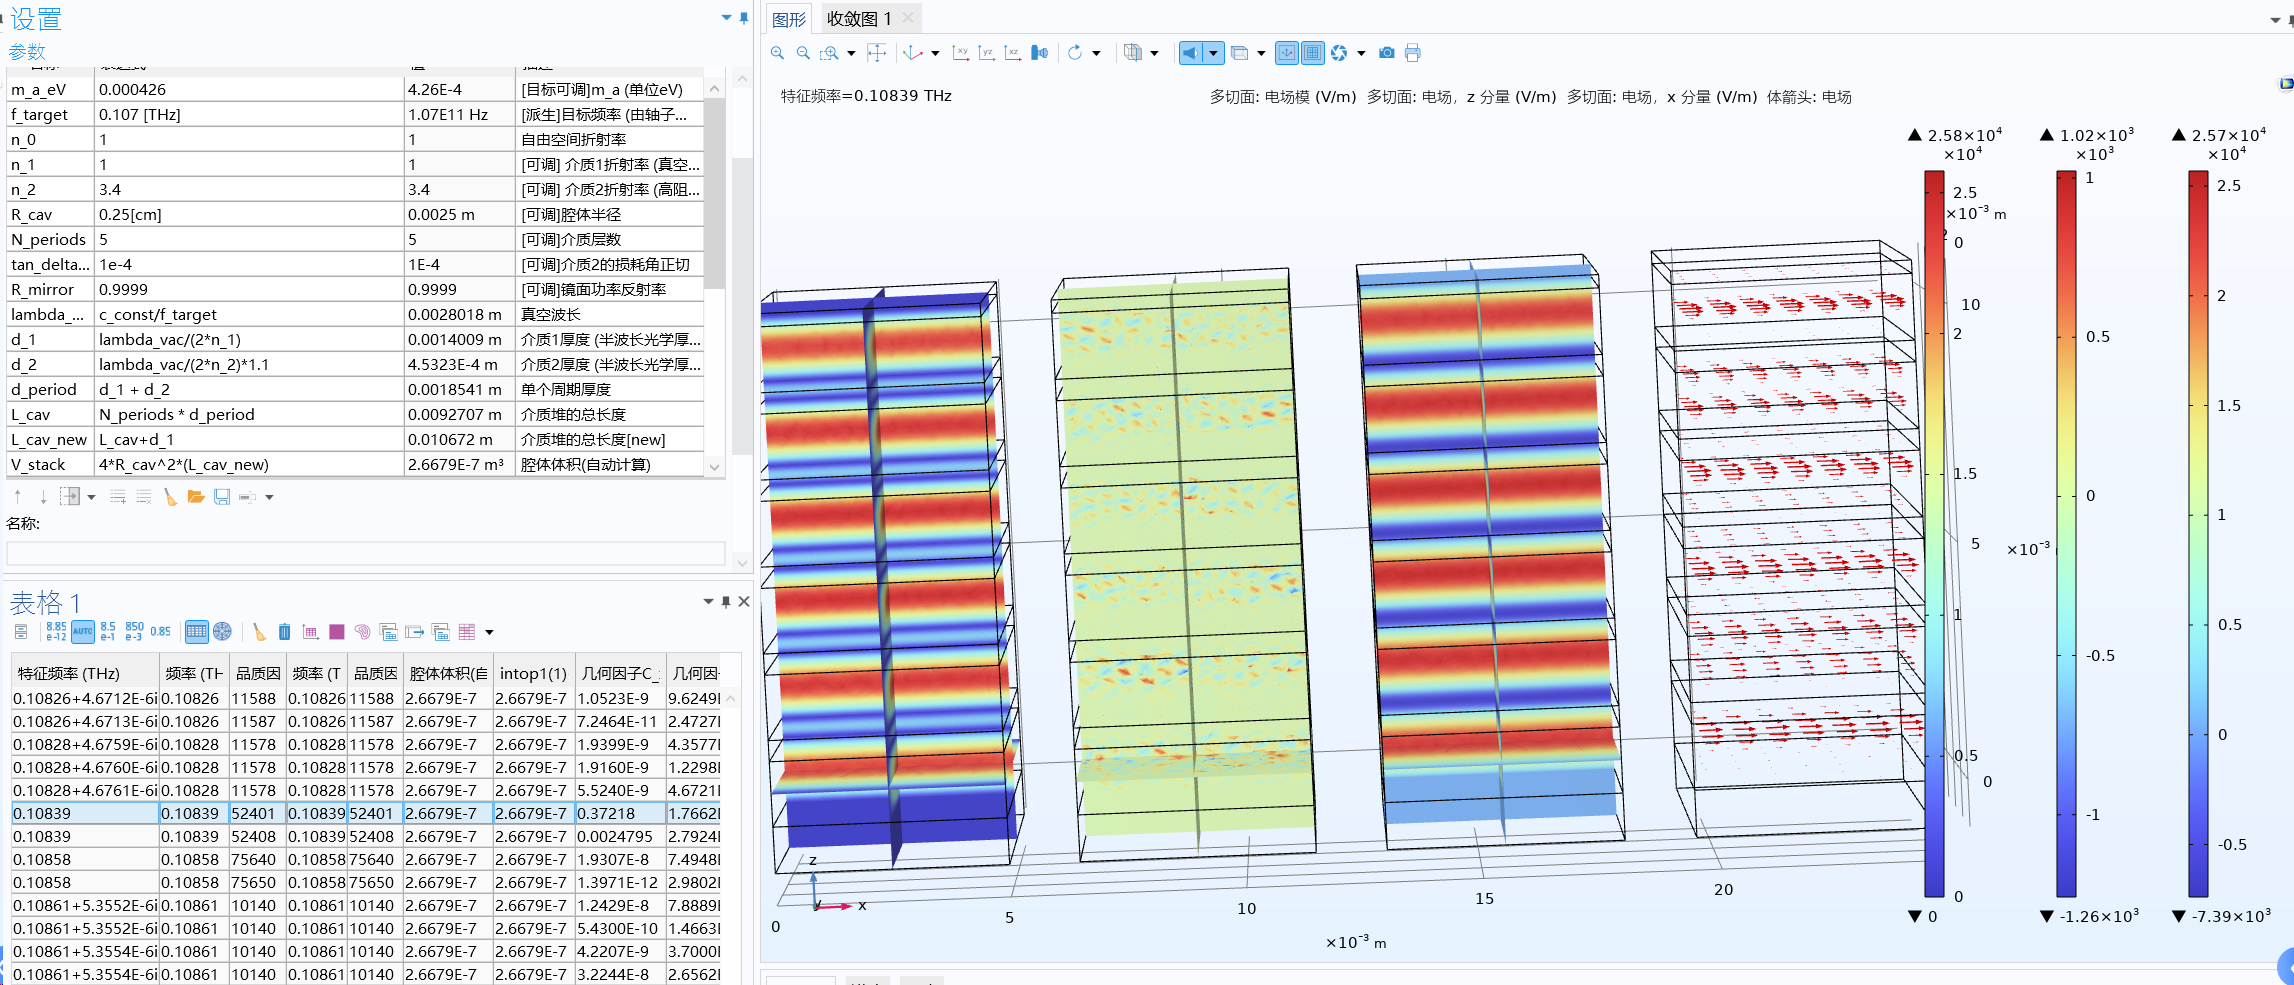 设置
参数
m_a_eV 0.000426 4.26E-4 [目标可调]m_a (单位eV)
f_target 0.107 [THz] 1.07E11 Hz [派生]目标频率 (由轴子...
n_0 1 1 自由空间折射率
n_1 1 1 [可调] 介质1折射率 (真空...
n_2 3.4 3.4 [可调] 介质2折射率 (高阻...
R_cav 0.25[cm] 0.0025 m [可调]腔体半径
N_periods 5 5 [可调]介质层数
tan_delta... 1e-4 1E-4 [可调]介质2的损耗角正切
R_mirror 0.9999 0.9999 [可调]镜面功率反射率
lambda_... c_const/f_target 0.0028018 m 真空波长
d_1 lambda_vac/(2*n_1) 0.0014009 m 介质1厚度 (半波长光学厚...
d_2 lambda_vac/(2*n_2)*1.1 4.5323E-4 m 介质2厚度 (半波长光学厚...
d_period d_1 + d_2 0.0018541 m 单个周期厚度
L_cav N_periods * d_period 0.0092707 m 介质堆的总长度
L_cav_new L_cav+d_1 0.010672 m 介质堆的总长度[new]
V_stack 4*R_cav^2*(L_cav_new) 2.6679E-7 m³ 腔体体积(自动计算)
名称:
表格 1
8.85 e-12 AUTO 8.5 e-1 850 e-3 0.85
特征频率 (THz) 频率 (TH 品质因 频率 (T 品质因 腔体体积(自 intop1(1) 几何因子C_ 几何因
0.10826+4.6712E-6i 0.10826 11588 0.10826 11588 2.6679E-7 2.6679E-7 1.0523E-9 9.6249
0.10826+4.6713E-6i 0.10826 11587 0.10826 11587 2.6679E-7 2.6679E-7 7.2464E-11 2.4727
0.10828+4.6759E-6i 0.10828 11578 0.10828 11578 2.6679E-7 2.6679E-7 1.9399E-9 4.3577
0.10828+4.6760E-6i 0.10828 11578 0.10828 11578 2.6679E-7 2.6679E-7 1.9160E-9 1.2298
0.10828+4.6761E-6i 0.10828 11578 0.10828 11578 2.6679E-7 2.6679E-7 5.5240E-9 4.6721
0.10839 0.10839 52401 0.10839 52401 2.6679E-7 2.6679E-7 0.37218 1.7662
0.10839 0.10839 52408 0.10839 52408 2.6679E-7 2.6679E-7 0.0024795 2.7924
0.10858 0.10858 75640 0.10858 75640 2.6679E-7 2.6679E-7 1.9307E-8 7.4948
0.10858 0.10858 75650 0.10858 75650 2.6679E-7 2.6679E-7 1.3971E-12 2.9802
0.10861+5.3552E-6i 0.10861 10140 0.10861 10140 2.6679E-7 2.6679E-7 1.2429E-8 7.8889
0.10861+5.3552E-6i 0.10861 10140 0.10861 10140 2.6679E-7 2.6679E-7 5.4300E-10 1.4663
0.10861+5.3554E-6i 0.10861 10140 0.10861 10140 2.6679E-7 2.6679E-7 4.2207E-9 3.7000
0.10861+5.3554E-6i 0.10861 10140 0.10861 10140 2.6679E-7 2.6679E-7 3.2244E-8 2.6562
图形 收敛图 1
xy yz xz
特征频率=0.10839 THz 多切面: 电场模 (V/m) 多切面: 电场，z 分量 (V/m) 多切面: 电场，x 分量 (V/m) 体箭头: 电场
▲ 2.58×10⁴ ▲ 1.02×10³ ▲ 2.57×10⁴
×10⁴ ×10³ ×10⁴
2.5 1 2.5
×10⁻³ m
0
10 2
2 0.5
1.5
1.5 0 1
5 ×10⁻³
1 -0.5 0.5
0.5 0
0 -1 -0.5
0
▼ 0 ▼ -1.26×10³ ▼ -7.39×10³
z
y x
0 5 10 15 20
×10⁻³ m